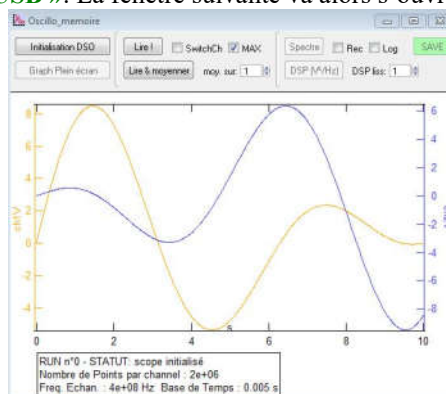 USD ». La fenêtre suivante va alors s'ouvri
Oscillo_memoire
Initialisation DSO Lire ! SwitchCh MAX Spectre Rec Log SAVE
Graph Plein écran Lire & moyenner moy. sur: 1 DSP [V²/Hz] DSP liss: 1
8
6
4
2
0
-2
-4
6
4
2
0
-2
-4
-6
-8
0 2 4 6 8 10
s
RUN n°0 - STATUT: scope initialisé
Nombre de Points par channel : 2e+06
Freq. Echan. : 4e+08 Hz Base de Temps : 0.005 s